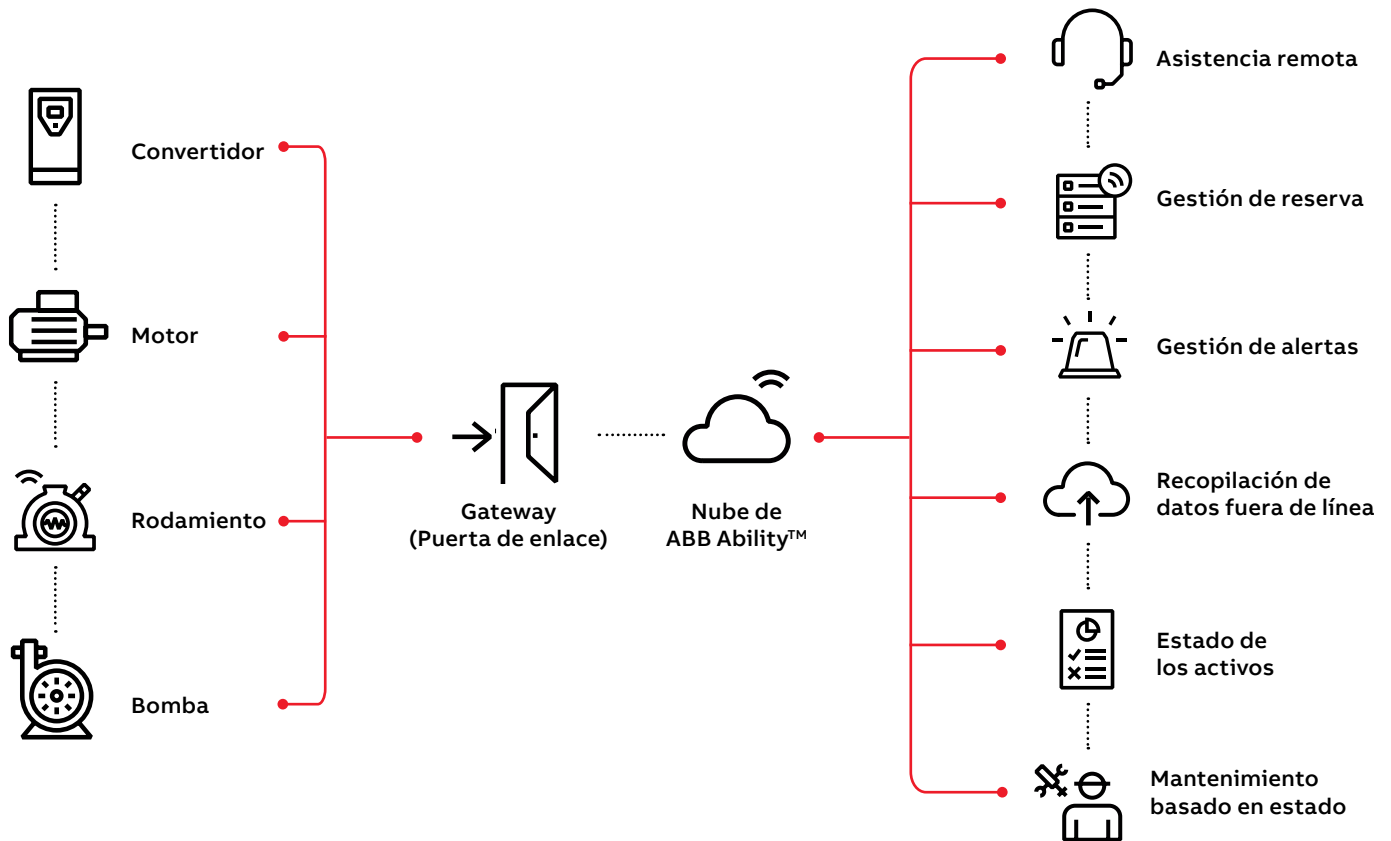 Convertidor
Motor
Rodamiento
Bomba
Gateway
(Puerta de enlace)
Nube de
ABB Ability™
Asistencia remota
Gestión de reserva
Gestión de alertas
Recopilación de
datos fuera de línea
Estado de
los activos
Mantenimiento
basado en estado